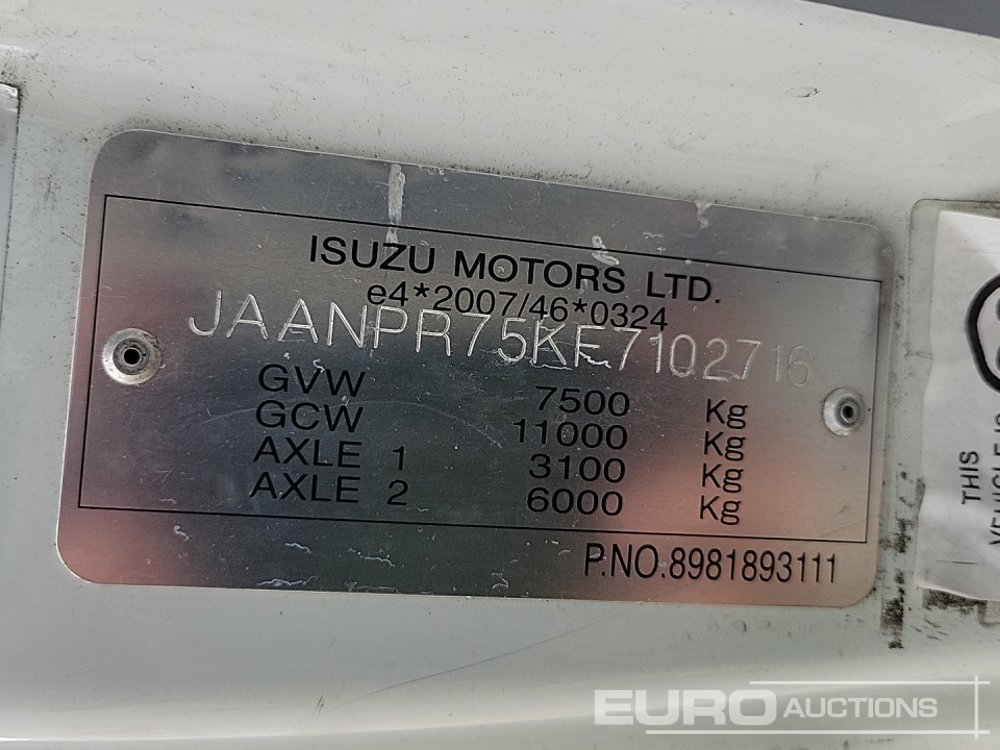 ISUZU MOTORS LTD.
e4*2007/46*0324
JAANPR75KF7102716
GVW 7500 Kg
GCW 11000 Kg
AXLE 1 3100 Kg
AXLE 2 6000 Kg
P.NO.8981893111
THIS
EURO AUCTIONS